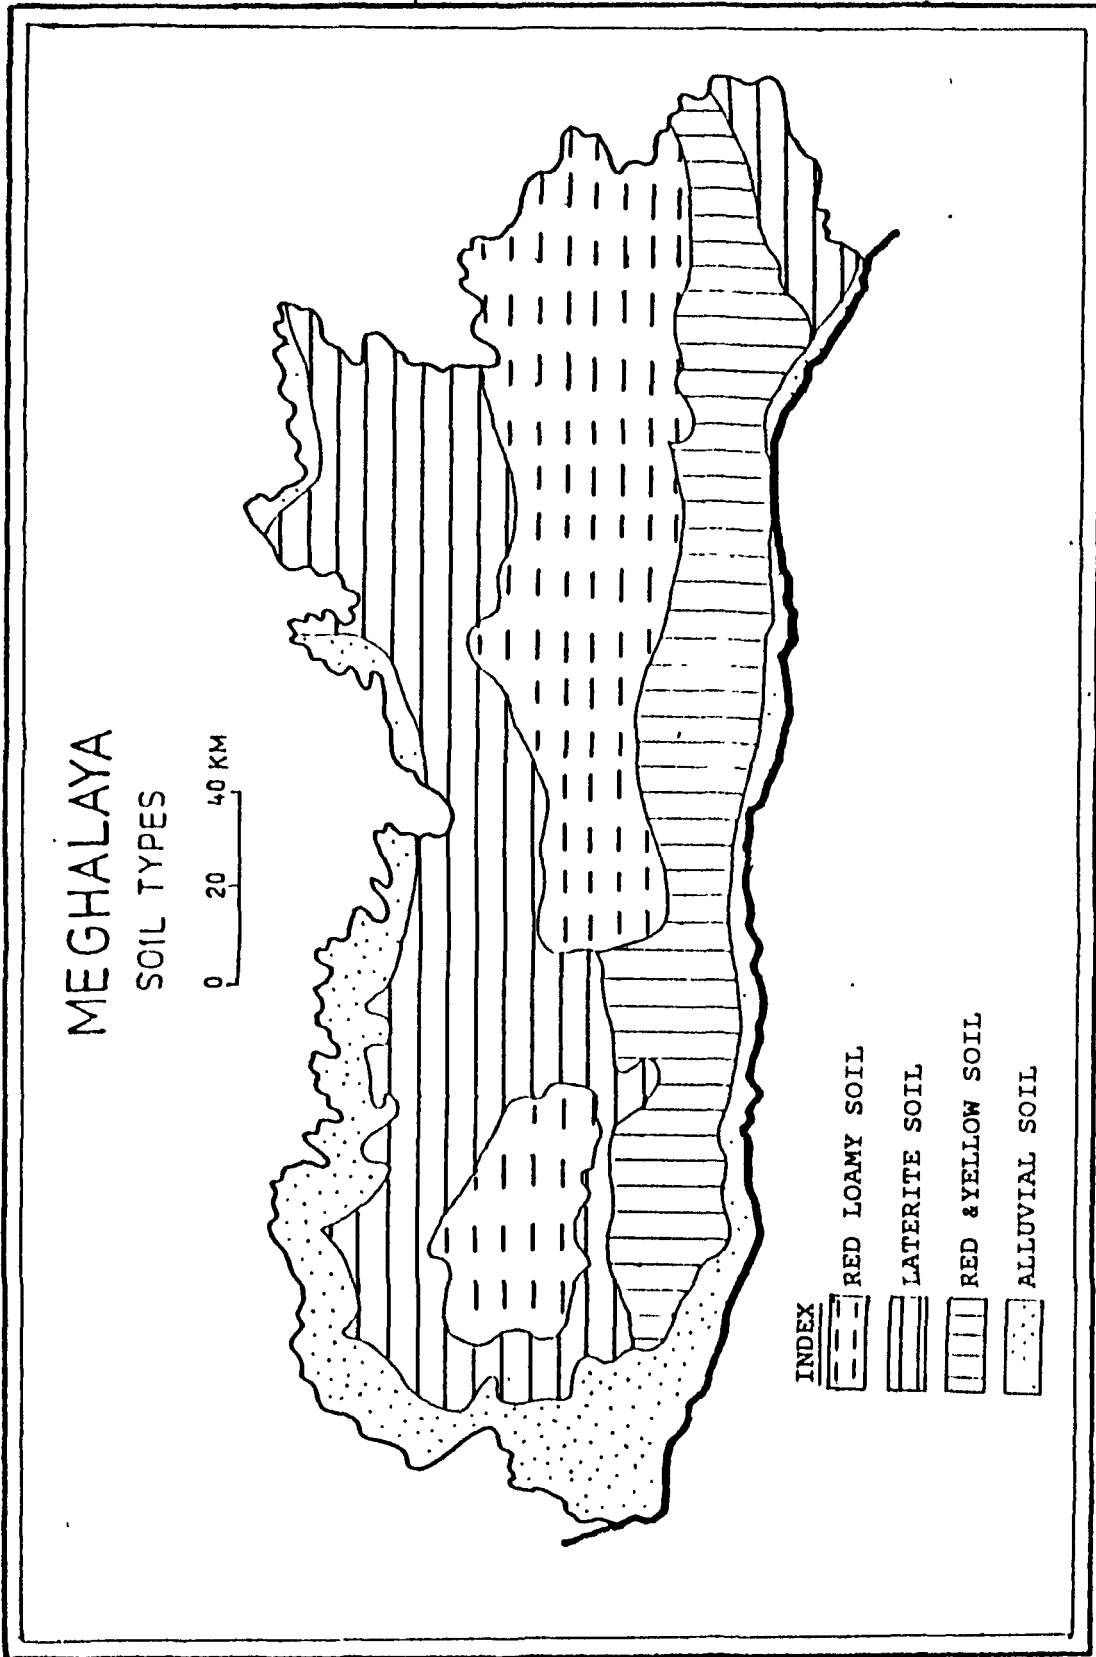 MEGHALAYA
SOIL TYPES
0 20 40 KM
INDEX
RED LOAMY SOIL
LATERITE SOIL
RED &YELLOW SOIL
ALLUVIAL SOIL